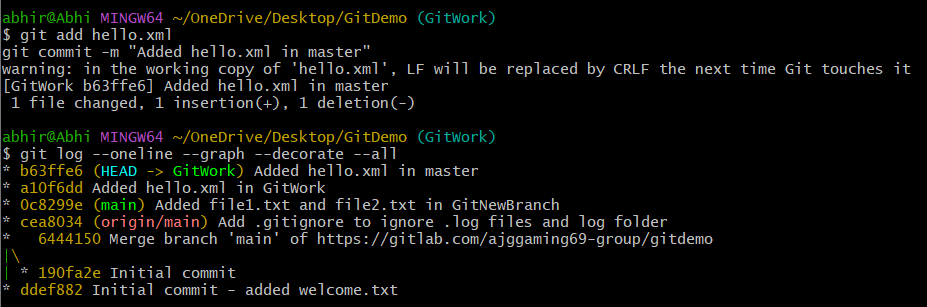 abhir@Abhi MINGW64 ~/OneDrive/Desktop/GitDemo (GitWork)
$ git add hello.xml
git commit -m "Added hello.xml in master"
warning: in the working copy of 'hello.xml', LF will be replaced by CRLF the next time Git touches it
[GitWork b63ffe6] Added hello.xml in master
 1 file changed, 1 insertion(+), 1 deletion(-)

abhir@Abhi MINGW64 ~/OneDrive/Desktop/GitDemo (GitWork)
$ git log --oneline --graph --decorate --all
* b63ffe6 (HEAD -> GitWork) Added hello.xml in master
* a10f6dd Added hello.xml in GitWork
* 0c8299e (main) Added file1.txt and file2.txt in GitNewBranch
* cea8034 (origin/main) Add .gitignore to ignore .log files and log folder
*   6444150 Merge branch 'main' of https://gitlab.com/ajggaming69-group/gitdemo
|\
| * 190fa2e Initial commit
* ddef882 Initial commit - added welcome.txt